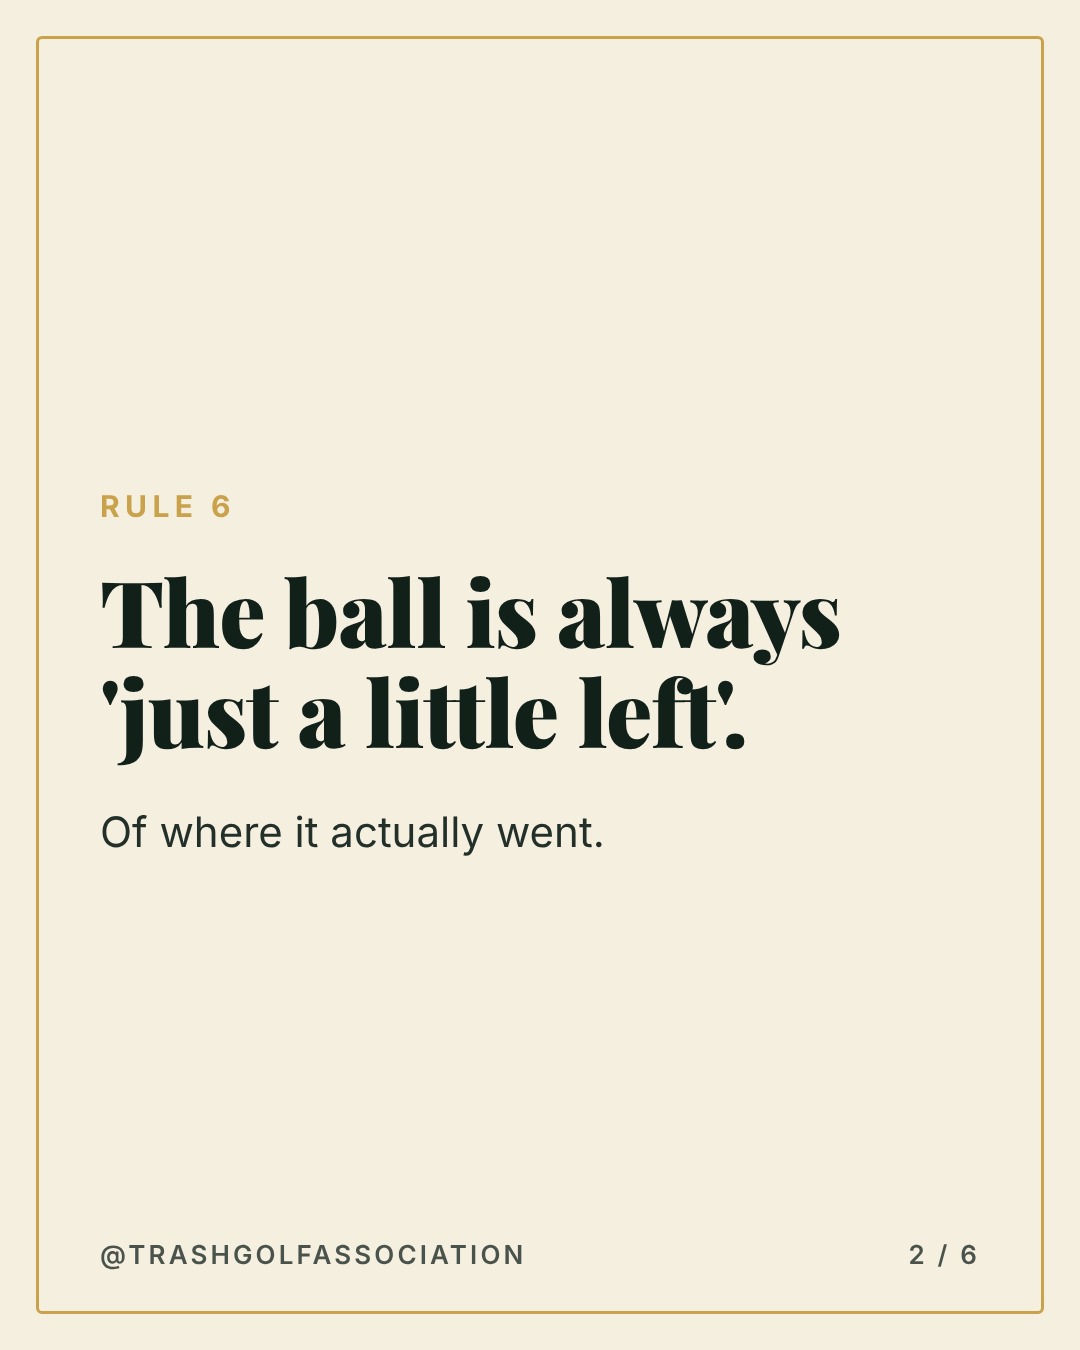 RULE 6
The ball is always
'just a little left'.
Of where it actually went.
@TRASHGOLFASSOCIATION
2 / 6